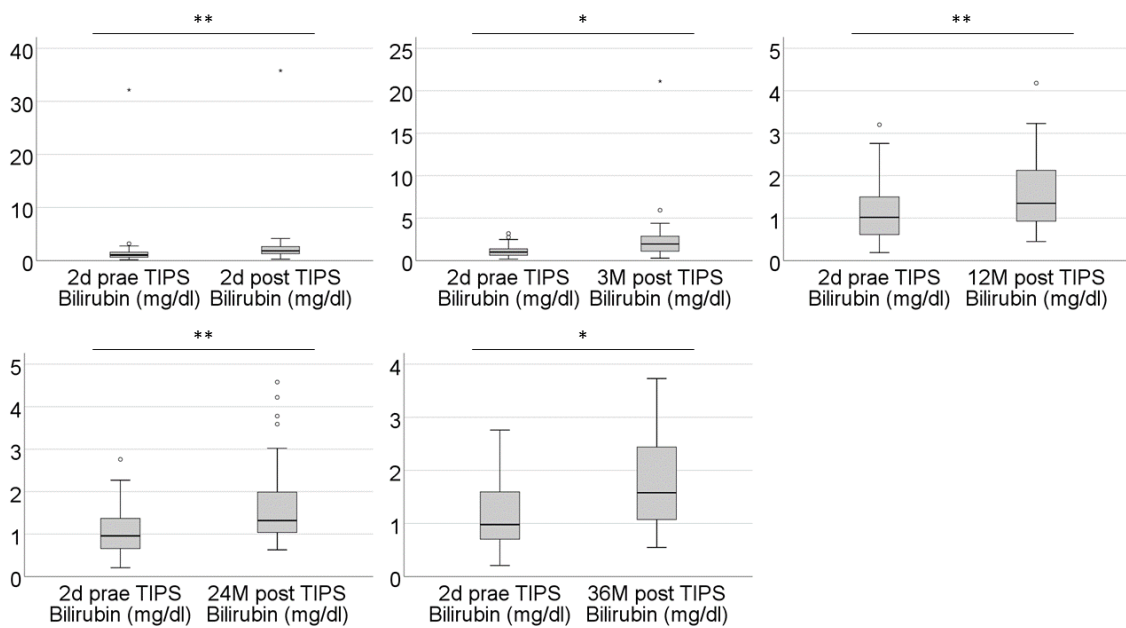 ** * **
40 25 5
30 20 4
20 15 3
10 10 2
5 1
0 0 0
2d prae TIPS 2d post TIPS 2d prae TIPS 3M post TIPS 2d prae TIPS 12M post TIPS
Bilirubin (mg/dl) Bilirubin (mg/dl) Bilirubin (mg/dl) Bilirubin (mg/dl) Bilirubin (mg/dl) Bilirubin (mg/dl)
** *
5 4
4 3
3 2
2 1
1
0 0
2d prae TIPS 24M post TIPS 2d prae TIPS 36M post TIPS
Bilirubin (mg/dl) Bilirubin (mg/dl) Bilirubin (mg/dl) Bilirubin (mg/dl)